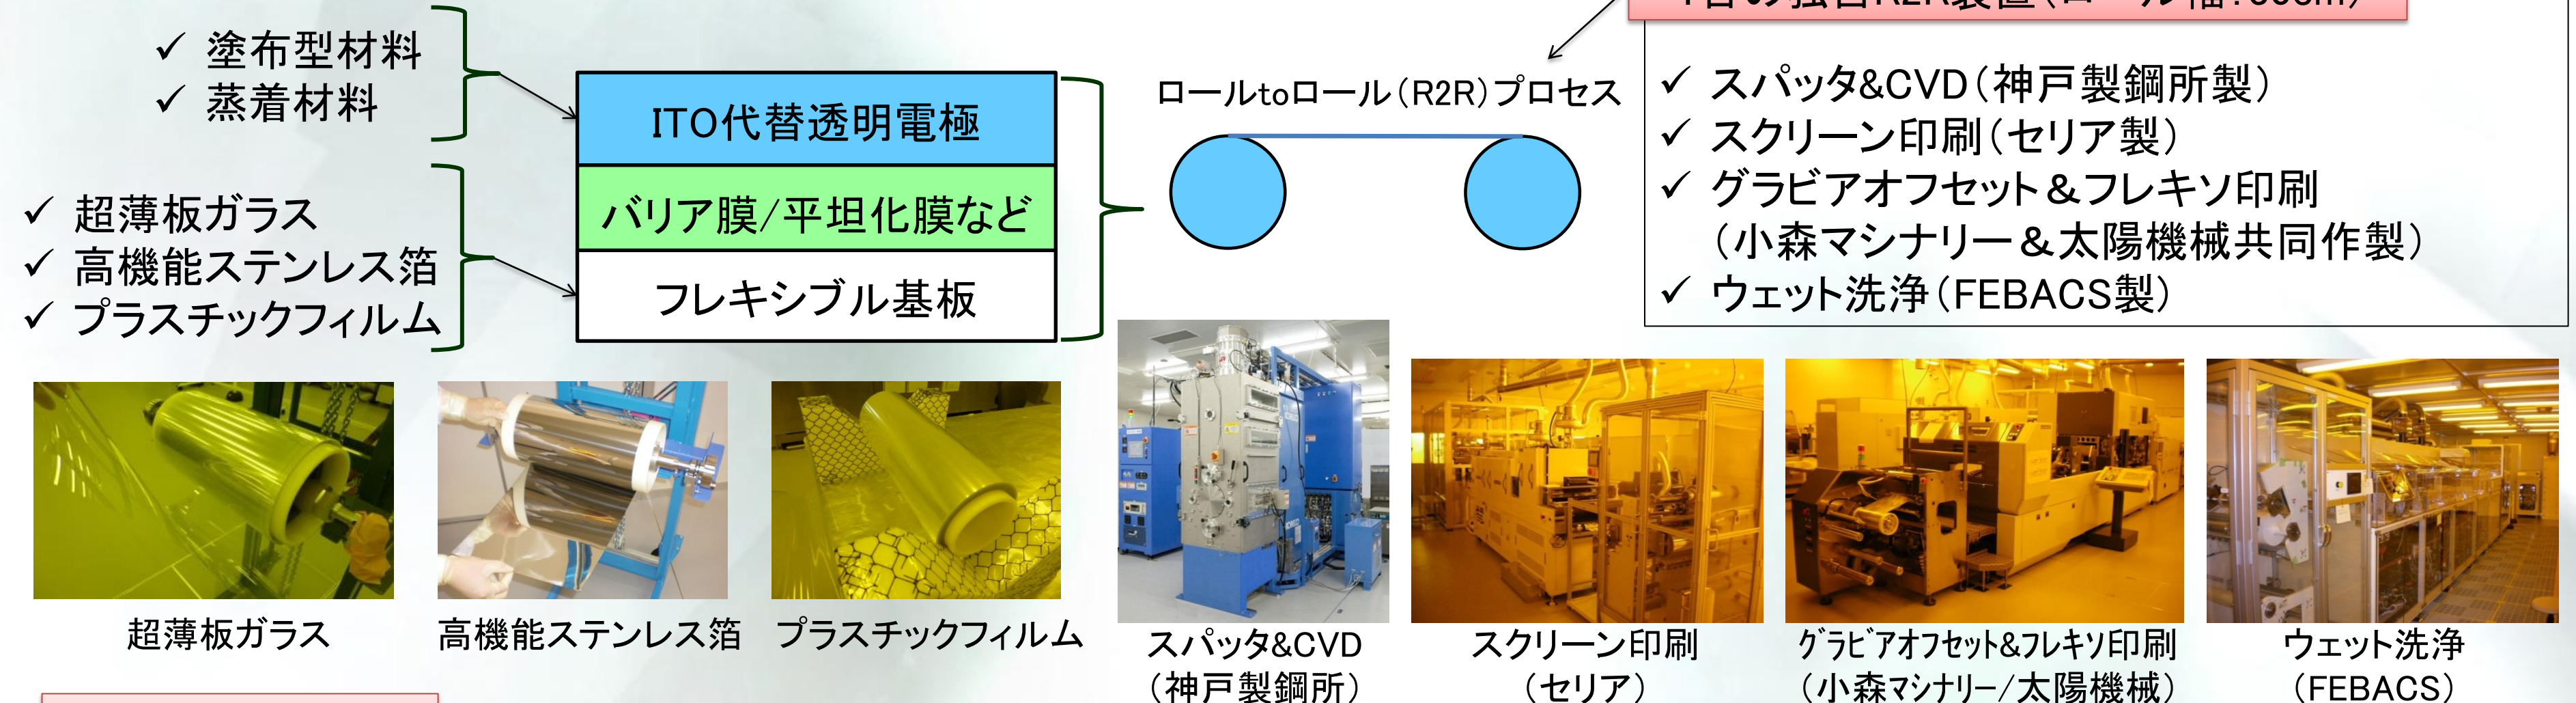 ✓ 塗布型材料
✓ 蒸着材料
✓ 超薄板ガラス
✓ 高機能ステンレス箔
✓ プラスチックフィルム
ITO代替透明電極
バリア膜/平坦化膜など
フレキシブル基板
ロールtoロール(R2R)プロセス
✓ スパッタ&CVD(神戸製鋼所製)
✓ スクリーン印刷(セリア製)
✓ グラビアオフセット&フレキソ印刷
(小森マシナリー&太陽機械共同作製)
✓ ウェット洗浄(FEBACS製)
超薄板ガラス
高機能ステンレス箔
プラスチックフィルム
スパッタ&CVD
(神戸製鋼所)
スクリーン印刷
(セリア)
グラビアオフセット&フレキソ印刷
(小森マシナリー/太陽機械)
ウェット洗浄
(FEBACS)